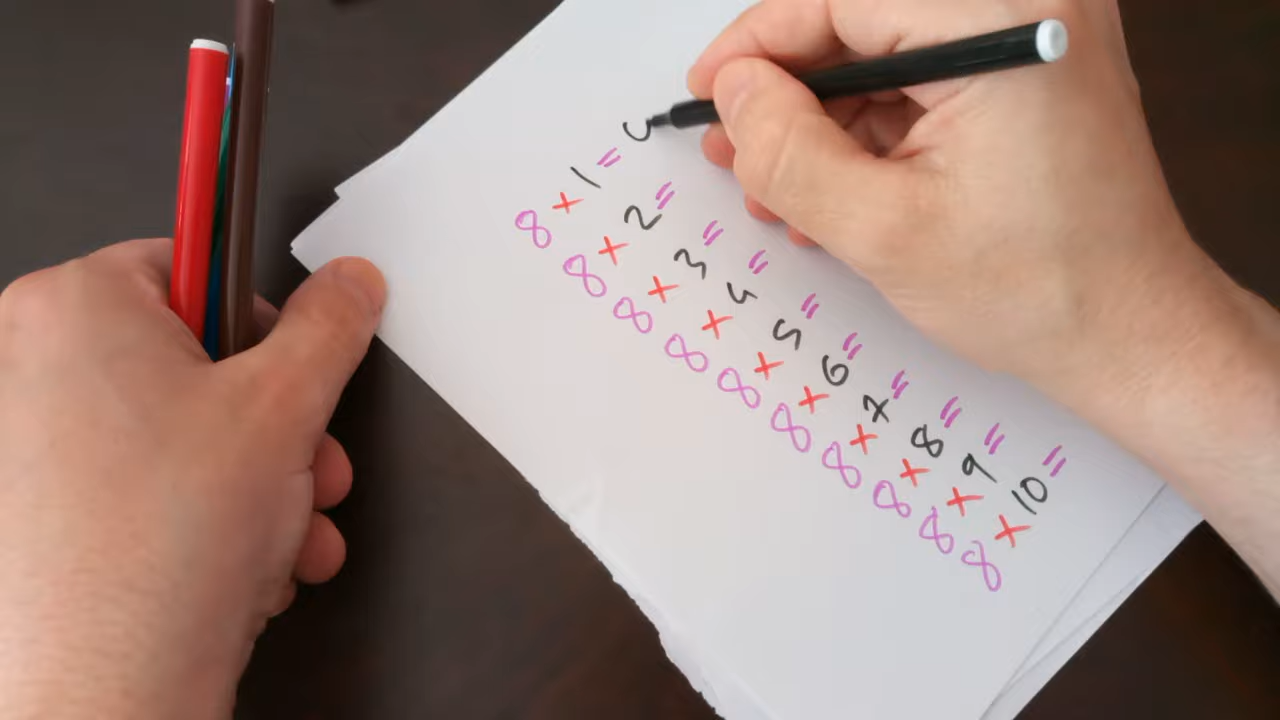 8 × 1 =
8 × 2 =
8 × 3 =
8 × 4 =
8 × 5 =
8 × 6 =
8 × 7 =
8 × 8 =
8 × 9 =
8 × 10 =